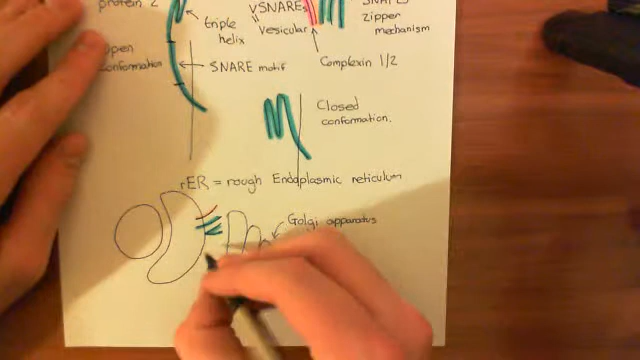 protein 2
triple
helix
Open
conformation
SNARE motif
VSNAREs
Vesicular
SNAREs
zipper
mechanism
Complexin 1/2
Closed
conformation.
rER = rough Endoplasmic reticulum
Golgi apparatus